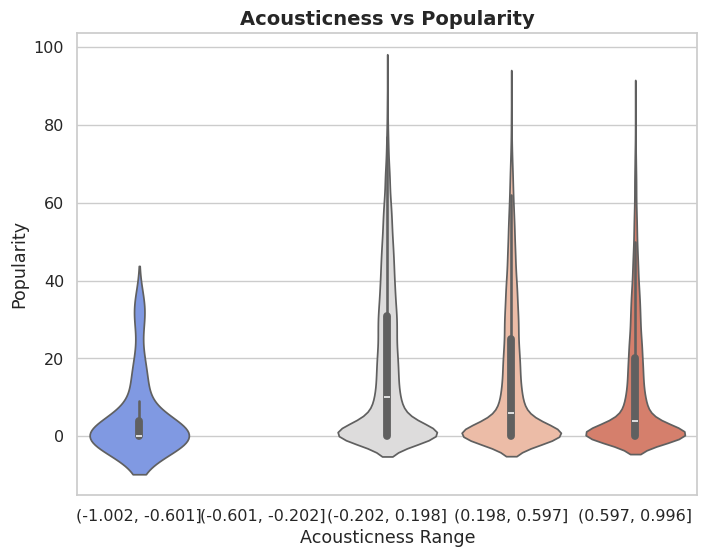 Acousticness vs Popularity
100
80
60
40
20
0
Popularity
(-1.002, -0.601] (-0.601, -0.202] (-0.202, 0.198] (0.198, 0.597] (0.597, 0.996]
Acousticness Range